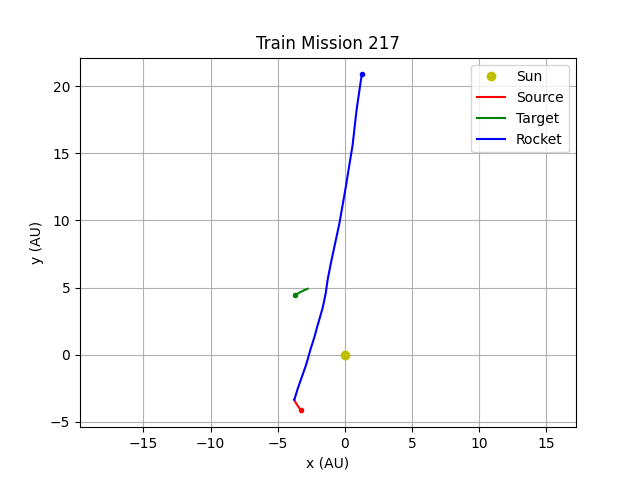 Train Mission 217
Sun
Source
Target
Rocket
20
15
10
5
0
−5
y (AU)
−15
−10
−5
0
5
10
15
x (AU)